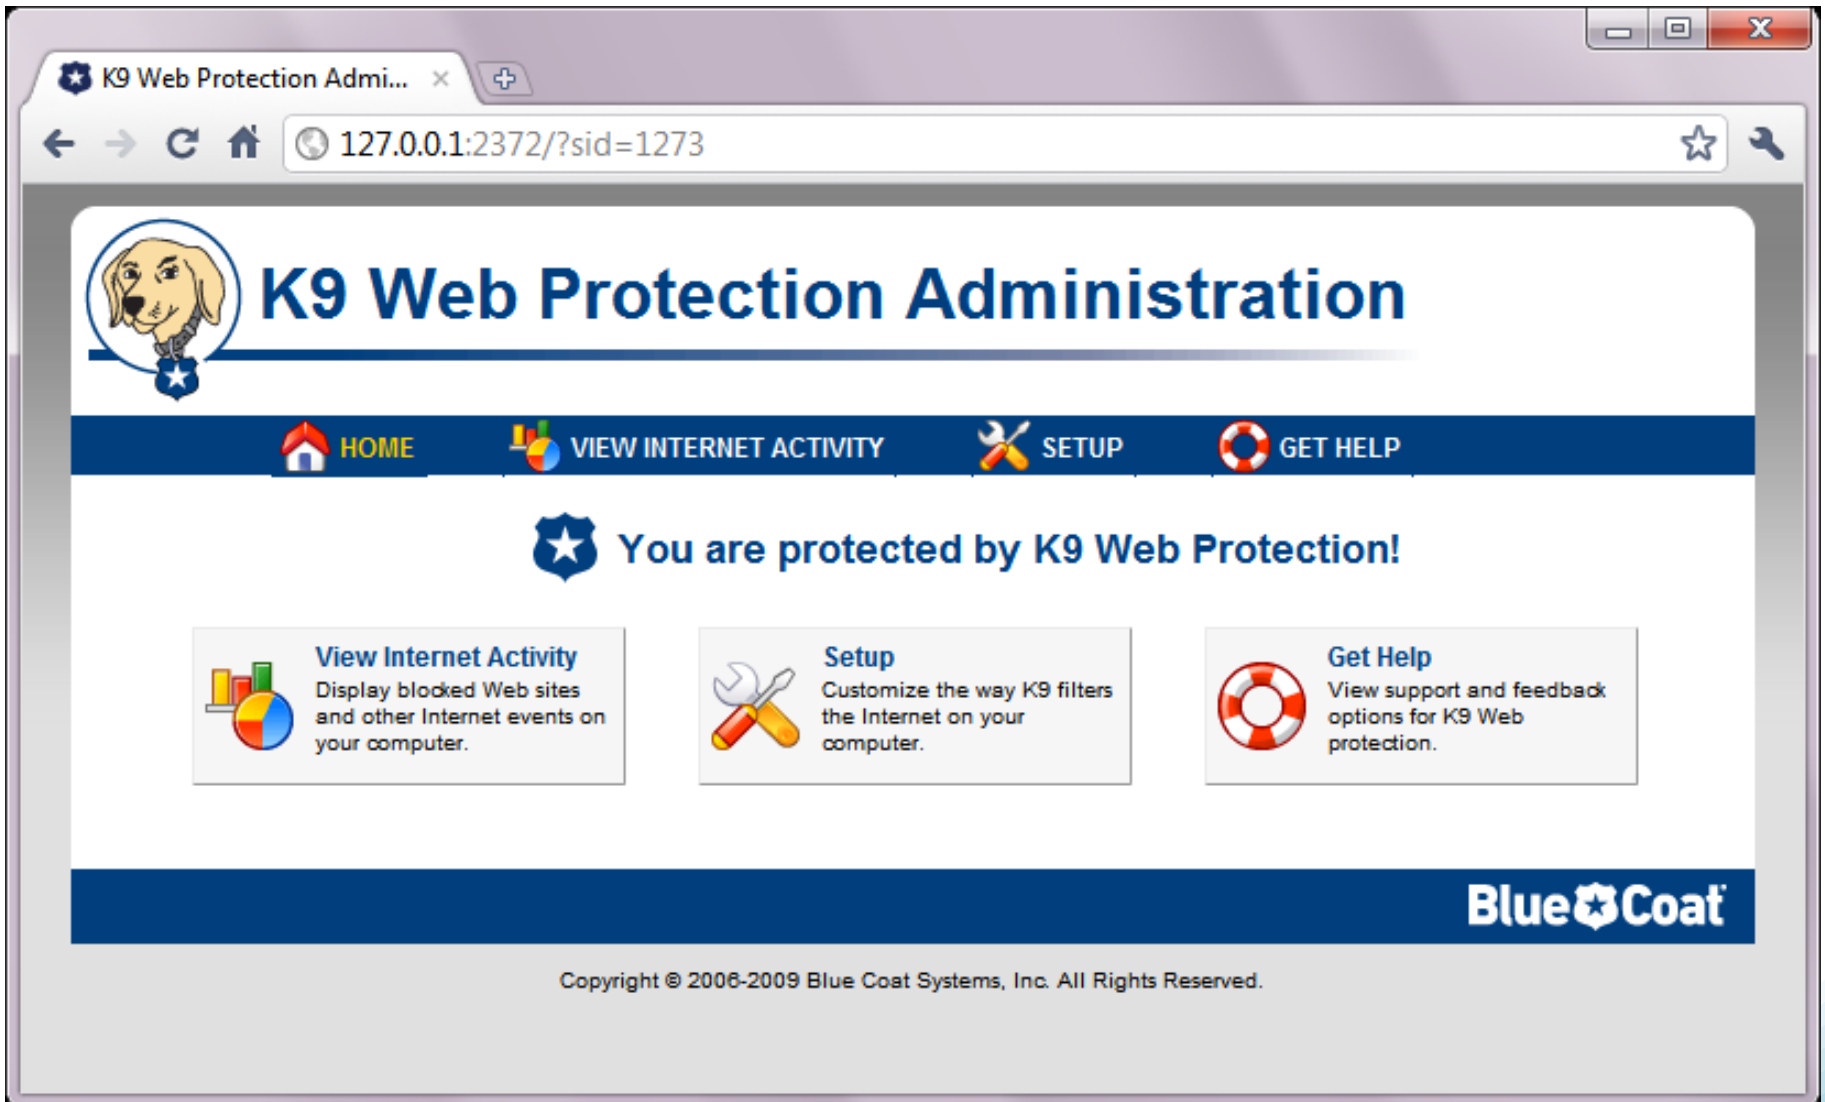 K9 Web Protection Admi...
127.0.0.1:2372/?sid=1273
K9 Web Protection Administration
HOME VIEW INTERNET ACTIVITY SETUP GET HELP
You are protected by K9 Web Protection!
View Internet Activity
Display blocked Web sites
and other Internet events on
your computer.
Setup
Customize the way K9 filters
the Internet on your
computer.
Get Help
View support and feedback
options for K9 Web
protection.
Blue Coat
Copyright © 2006-2009 Blue Coat Systems, Inc. All Rights Reserved.